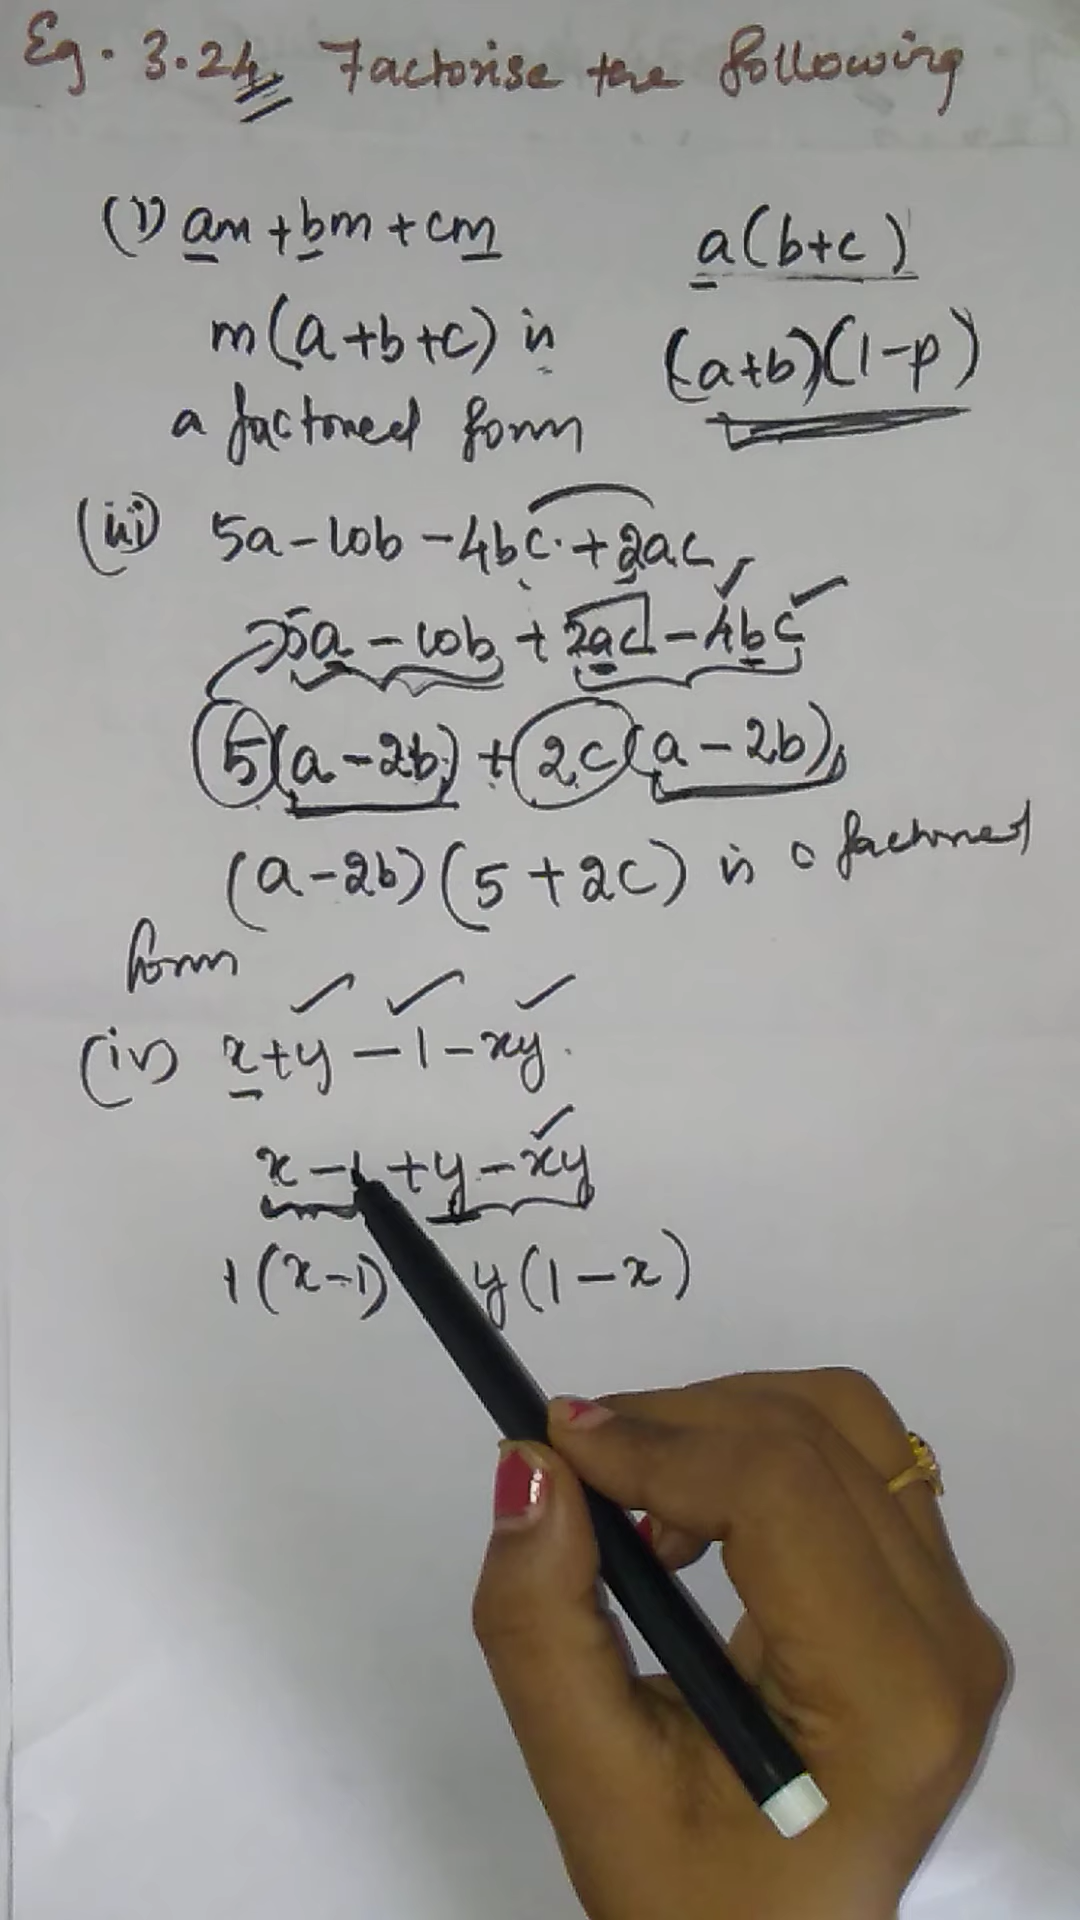 Eg. 3.24 Factorise the following
(i) am + bm + cm
a(b+c)
m(a+b+c) is
(a+b)(1-p)
a factored form
(iii) 5a - 10b - 4bc + 2ac
5a - 10b + 2ac - 4bc
5(a-2b) + 2c(a-2b)
(a-2b)(5+2c) is a factored
form
(iv) x+y-1-xy.
x-1+y-xy
1(x-1) y(1-x)